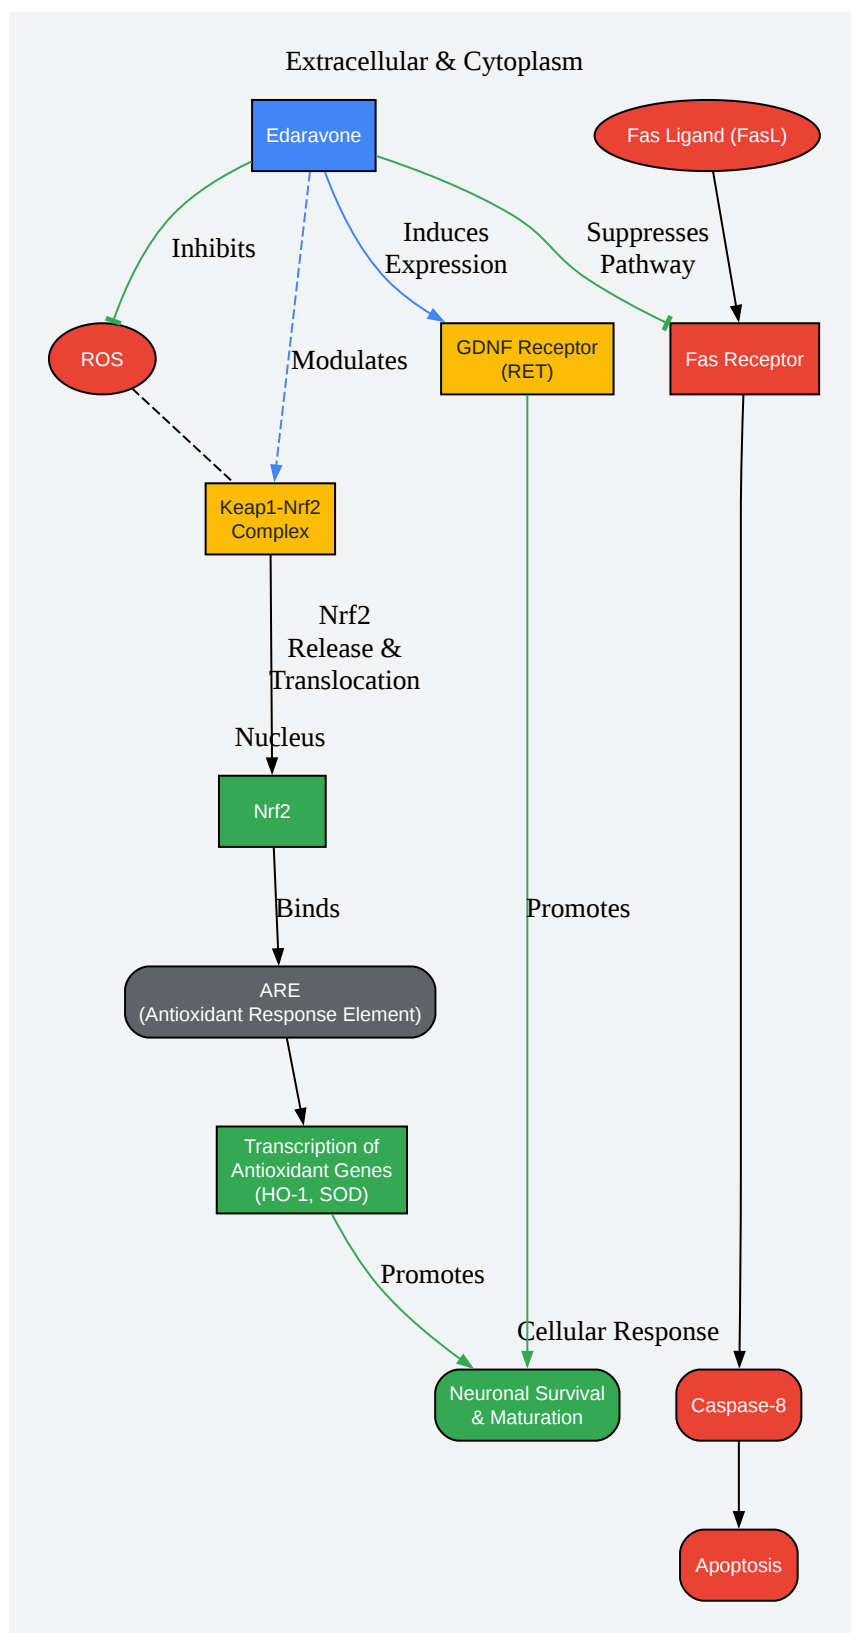 Extracellular & Cytoplasm
Edaravone
Fas Ligand (FasL)
Inhibits
Induces
Expression
Suppresses
Pathway
ROS
Modulates
GDNF Receptor
(RET)
Fas Receptor
Keap1-Nrf2
Complex
Nrf2
Release &
Translocation
Nucleus
Nrf2
Binds
Promotes
ARE
(Antioxidant Response Element)
Transcription of
Antioxidant Genes
(HO-1, SOD)
Promotes
Cellular Response
Neuronal Survival
& Maturation
Caspase-8
Apoptosis